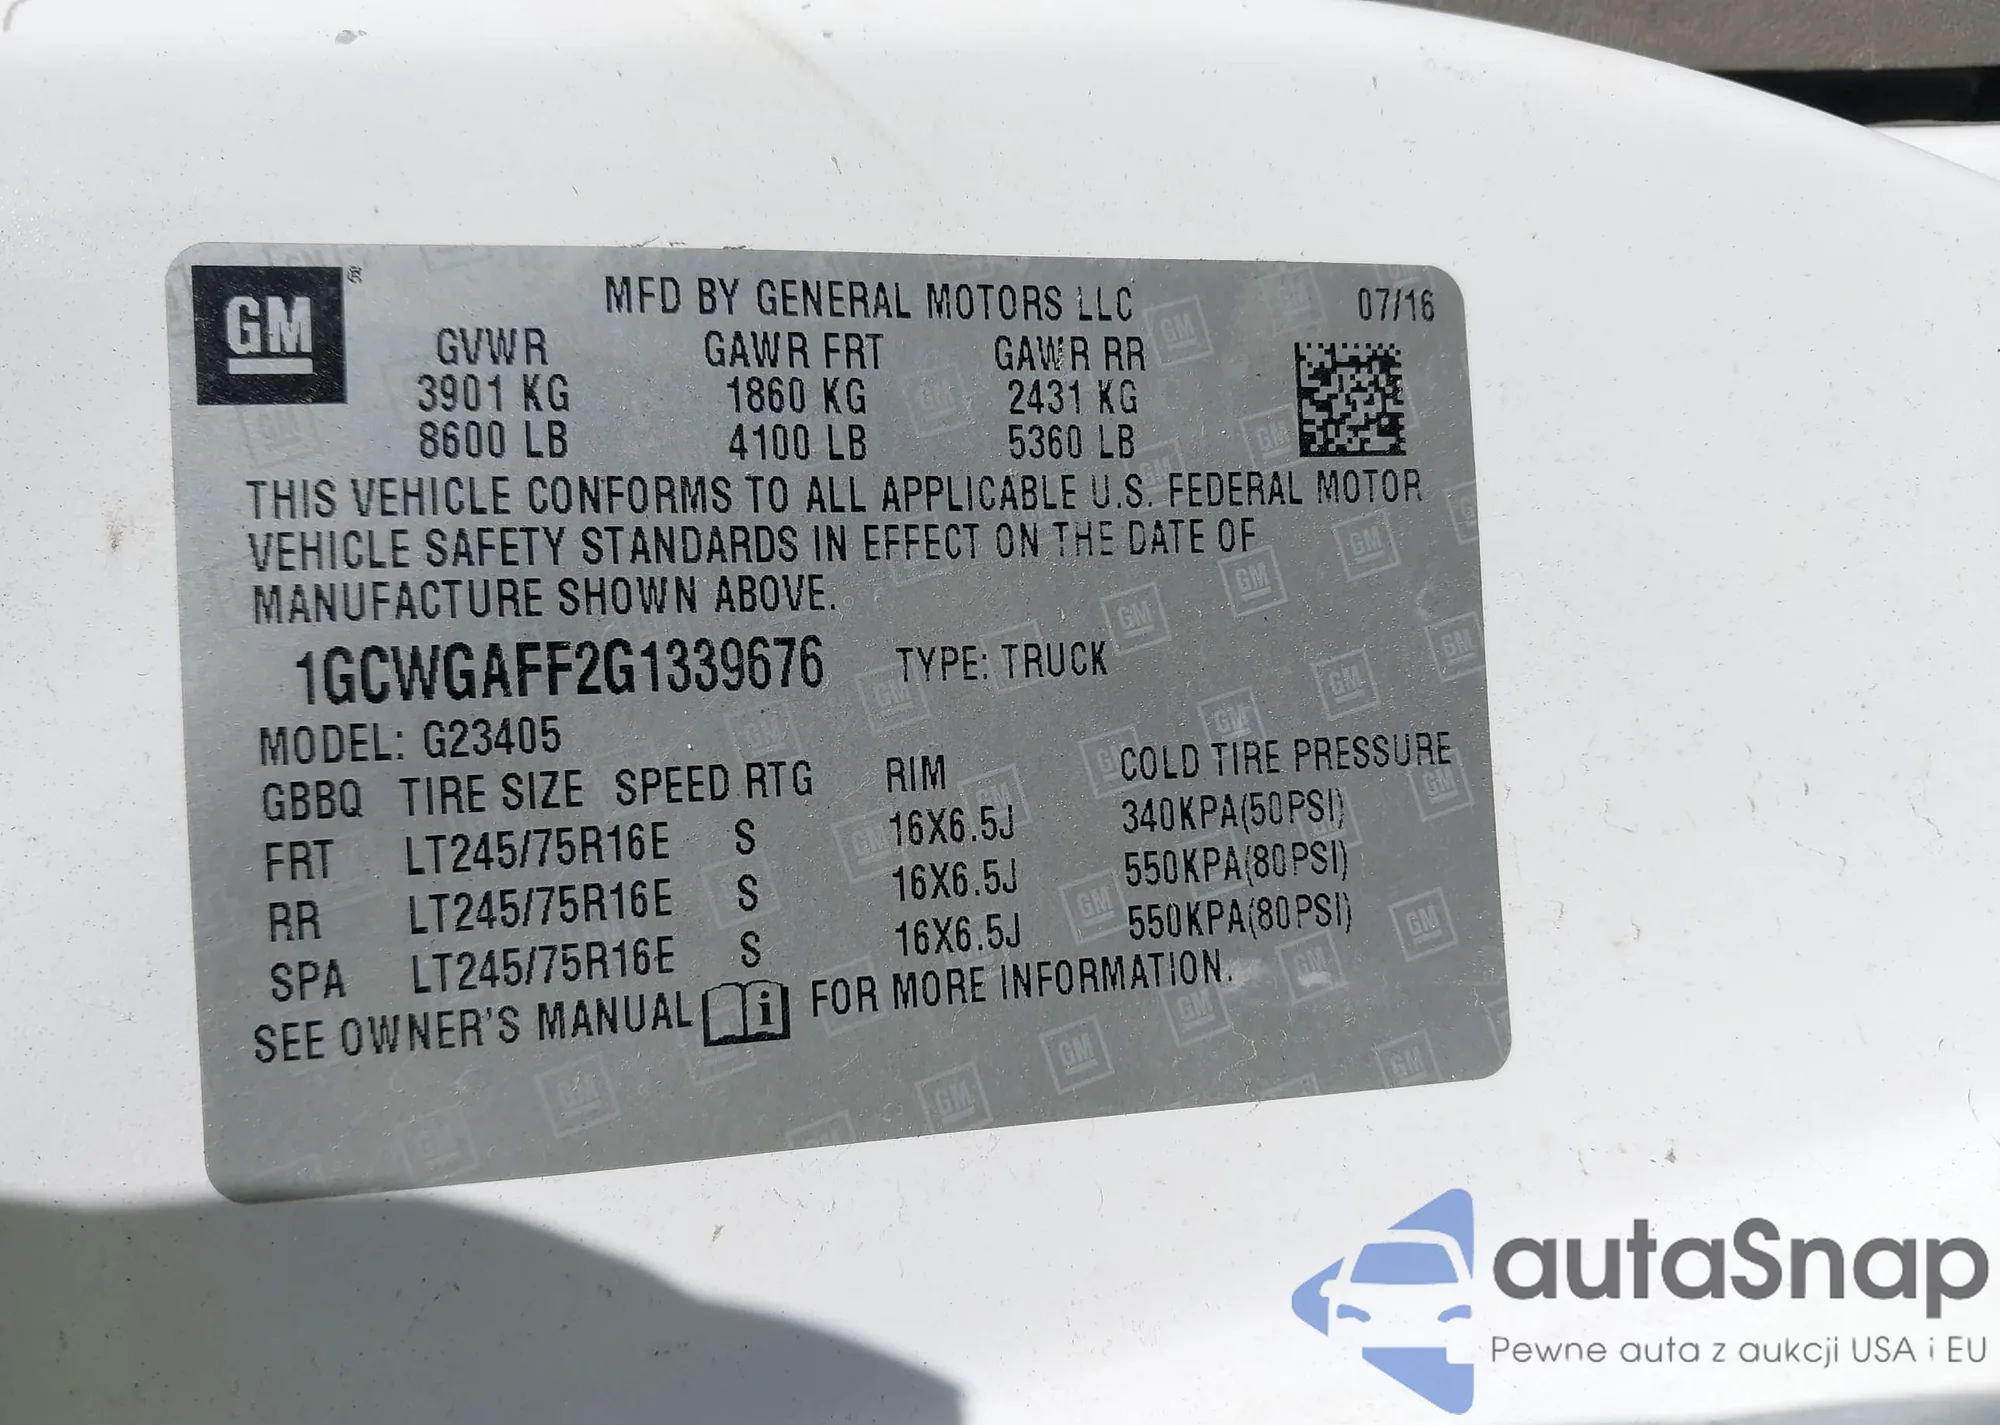 GM®
MFD BY GENERAL MOTORS LLC 07/16
GVWR GAWR FRT GAWR RR
3901 KG 1860 KG 2431 KG
8600 LB 4100 LB 5360 LB
THIS VEHICLE CONFORMS TO ALL APPLICABLE U.S. FEDERAL MOTOR
VEHICLE SAFETY STANDARDS IN EFFECT ON THE DATE OF
MANUFACTURE SHOWN ABOVE.
1GCWGAFF2G1339676 TYPE: TRUCK
MODEL: G23405
GBBQ TIRE SIZE SPEED RTG RIM COLD TIRE PRESSURE
FRT LT245/75R16E S 16X6.5J 340KPA(50PSI)
RR LT245/75R16E S 16X6.5J 550KPA(80PSI)
SPA LT245/75R16E S 16X6.5J 550KPA(80PSI)
SEE OWNER'S MANUAL i FOR MORE INFORMATION.
autaSnap
Pewne auta z aukcji USA i EU